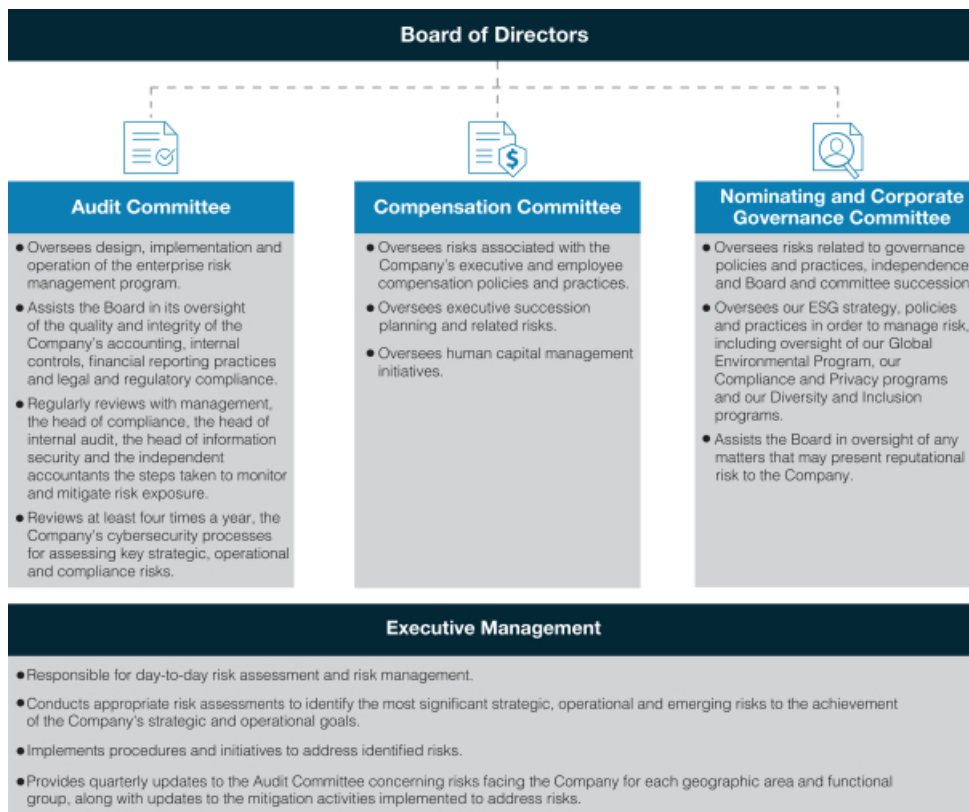 Board of Directors
Audit Committee
• Oversees design, implementation and
operation of the enterprise risk
management program.
• Assists the Board in its oversight
of the quality and integrity of the
Company's accounting, internal
controls, financial reporting practices
and legal and regulatory compliance.
• Regularly reviews with management,
the head of compliance, the head of
internal audit, the head of information
security and the independent
accountants the steps taken to monitor
and mitigate risk exposure.
• Reviews at least four times a year, the
Company's cybersecurity processes
for assessing key strategic, operational
and compliance risks.
$
Compensation Committee
• Oversees risks associated with the
Company's executive and employee
compensation policies and practices.
• Oversees executive succession
planning and related risks.
• Oversees human capital management
initiatives.
Nominating and Corporate
Governance Committee
• Oversees risks related to governance
policies and practices, independence
and Board and committee succession
• Oversees our ESG strategy, policies
and practices in order to manage risk,
including oversight of our Global
Environmental Program, our
Compliance and Privacy programs
and our Diversity and Inclusion
programs.
• Assists the Board in oversight of any
matters that may present reputational
risk to the Company.
Executive Management
• Responsible for day-to-day risk assessment and risk management.
• Conducts appropriate risk assessments to identify the most significant strategic, operational and emerging risks to the achievement
of the Company's strategic and operational goals.
• Implements procedures and initiatives to address identified risks.
• Provides quarterly updates to the Audit Committee concerning risks facing the Company for each geographic area and functional
group, along with updates to the mitigation activities implemented to address risks.